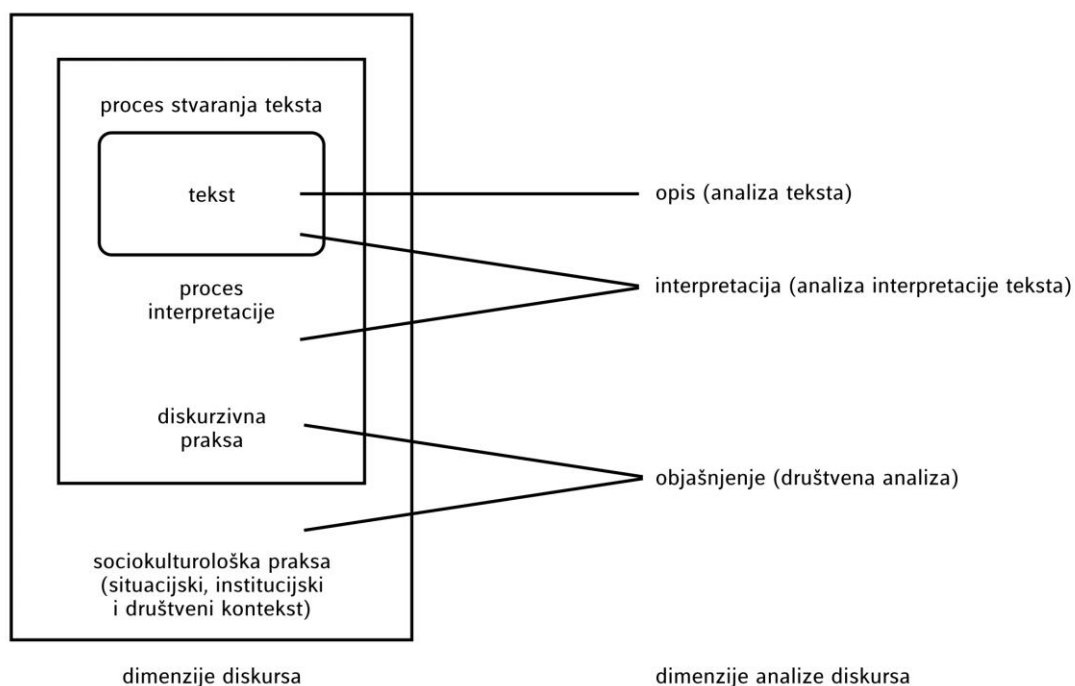 proces stvaranja teksta
tekst
opis (analiza teksta)
proces
interpretacije
interpretacija (analiza interpretacije teksta)
diskurzivna
praksa
objašnjenje (društvena analiza)
sociokulturološka praksa
(situacijski, institucijski
i društveni kontekst)
dimenzije diskursa
dimenzije analize diskursa